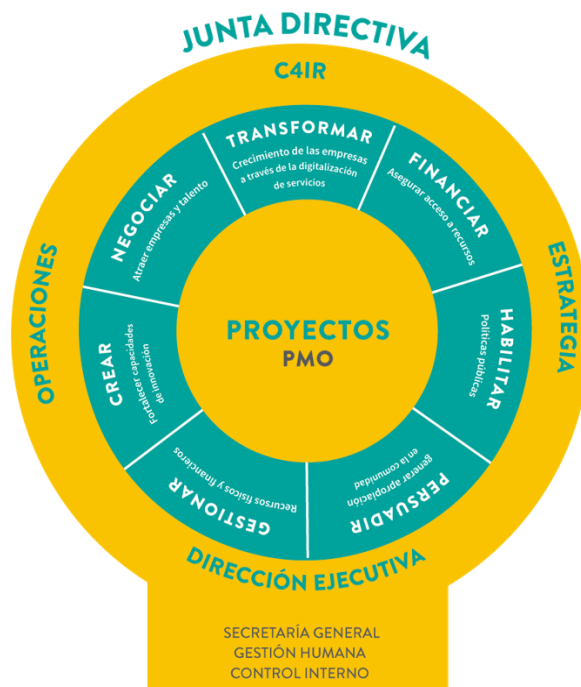 JUNTA DIRECTIVA
C4IR
TRANSFORMAR
Crecimiento de las empresas
a través de la digitalización
de servicios
FINANCIAR
Asegurar acceso a recursos
HABILITAR
Políticas públicas
PERSUADIR
generar apropiación
en la comunidad
GESTIONAR
Recursos físicos y financieros
CREAR
Fortalecer capacidades
de innovación
NEGOCIAR
Atraer empresas y talento
OPERACIONES
ESTRATEGIA
PROYECTOS
PMO
DIRECCIÓN EJECUTIVA
SECRETARÍA GENERAL
GESTIÓN HUMANA
CONTROL INTERNO